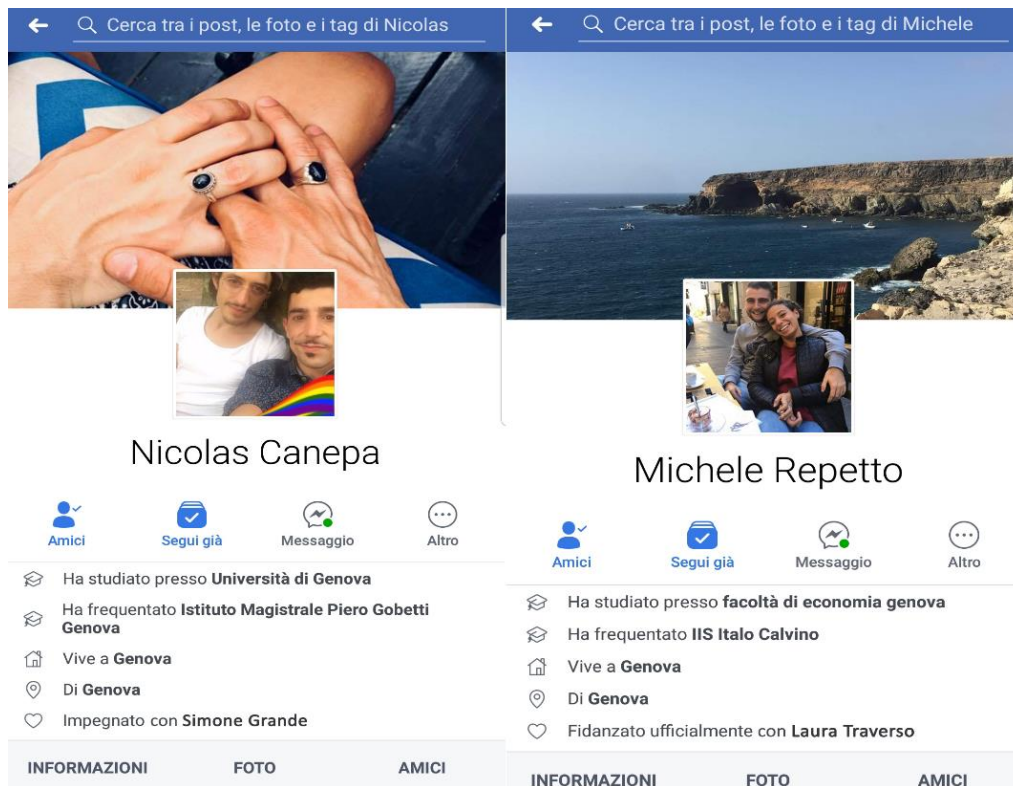 Cerca tra i post, le foto e i tag di Nicolas
Nicolas Canepa
Amici
Segui già
Messaggio
Altro
Ha studiato presso Università di Genova
Ha frequentato Istituto Magistrale Piero Gobetti
Genova
Vive a Genova
Di Genova
Impegnato con Simone Grande
INFORMAZIONI
FOTO
AMICI
Cerca tra i post, le foto e i tag di Michele
Michele Repetto
Amici
Segui già
Messaggio
Altro
Ha studiato presso facoltà di economia genova
Ha frequentato IIS Italo Calvino
Vive a Genova
Di Genova
Fidanzato ufficialmente con Laura Traverso
INFORMAZIONI
FOTO
AMICI